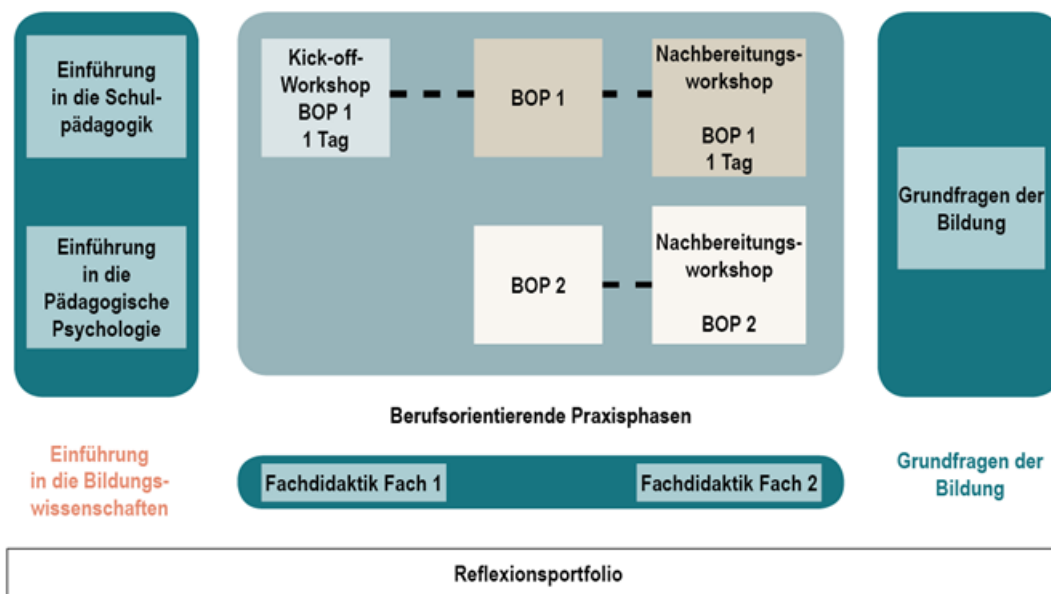 Einführung
in die Schul-
pädagogik
Einführung
in die
Pädagogische
Psychologie
Einführung
in die Bildungs-
wissenschaften
Kick-off-
Workshop
BOP 1
1 Tag
BOP 1
Nachbereitungs-
workshop
BOP 1
1 Tag
BOP 2
Nachbereitungs-
workshop
BOP 2
Berufsorientierende Praxisphasen
Fachdidaktik Fach 1
Fachdidaktik Fach 2
Grundfragen der
Bildung
Grundfragen der
Bildung
Reflexionsportfolio